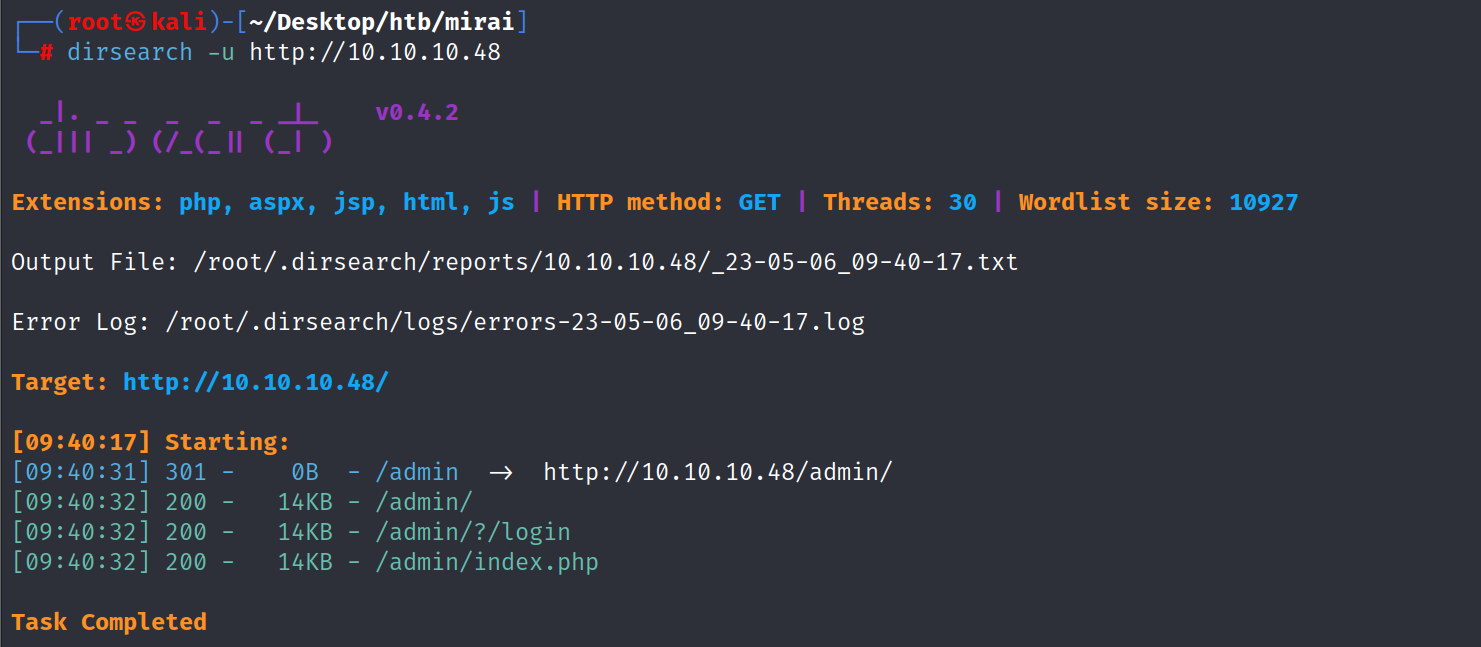 ┌──(root㉿kali)-[~/Desktop/htb/mirai]
└─# dirsearch -u http://10.10.10.48
  _|. _ _  _  _  _ _|_    v0.4.2
 (_||| _) (/_(_|| (_| )
Extensions: php, aspx, jsp, html, js | HTTP method: GET | Threads: 30 | Wordlist size: 10927
Output File: /root/.dirsearch/reports/10.10.10.48/_23-05-06_09-40-17.txt
Error Log: /root/.dirsearch/logs/errors-23-05-06_09-40-17.log
Target: http://10.10.10.48/
[09:40:17] Starting:
[09:40:31] 301 -    0B  - /admin  →  http://10.10.10.48/admin/
[09:40:32] 200 -   14KB - /admin/
[09:40:32] 200 -   14KB - /admin/?/login
[09:40:32] 200 -   14KB - /admin/index.php
Task Completed